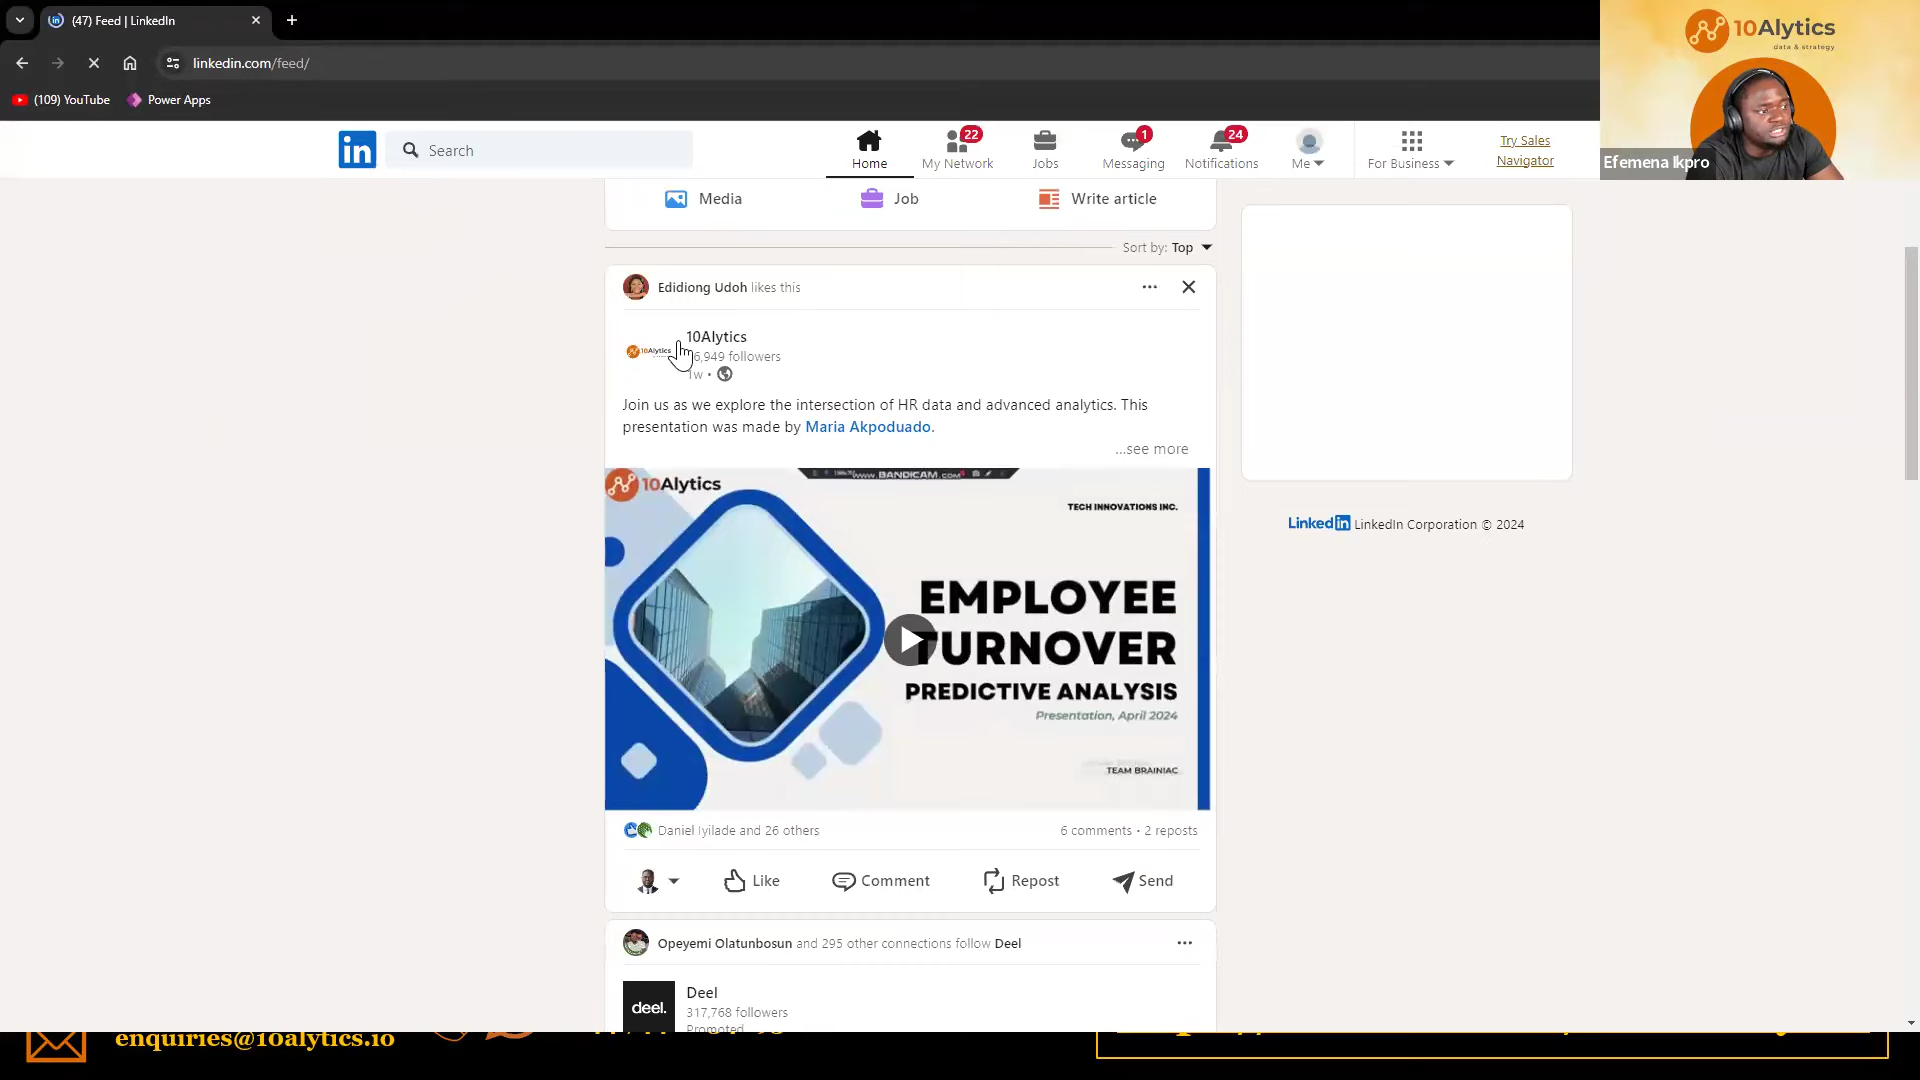 (47) Feed | LinkedIn
linkedin.com/feed/
(109) YouTube
Power Apps
10Alytics
data & strategy
Efemena Ikpro
Search
22
1
24
Home
My Network
Jobs
Messaging
Notifications
Me
For Business
Try Sales
Navigator
Media
Job
Write article
Sort by: Top
Edidiong Udoh likes this
10Alytics
10Alytics
6,949 followers
1w •
Join us as we explore the intersection of HR data and advanced analytics. This
presentation was made by Maria Akpoduado.
...see more
www.BANDICAM.com
10Alytics
TECH INNOVATIONS INC.
EMPLOYEE
TURNOVER
PREDICTIVE ANALYSIS
Presentation, April 2024
TEAM BRAINIAC
Daniel Iyilade and 26 others
6 comments • 2 reposts
Like
Comment
Repost
Send
Opeyemi Olatunbosun and 295 other connections follow Deel
deel.
Deel
317,768 followers
Promoted
LinkedIn LinkedIn Corporation © 2024
enquiries@10alytics.io